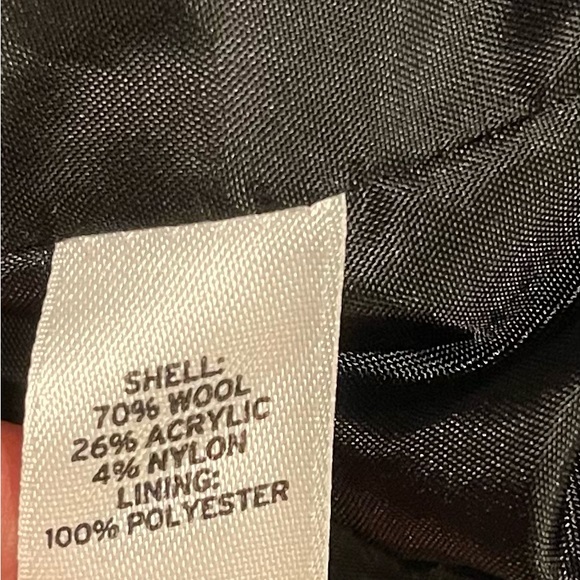 SHELL:
70% WOOL
26% ACRYLIC
4% NYLON
LINING:
100% POLYESTER